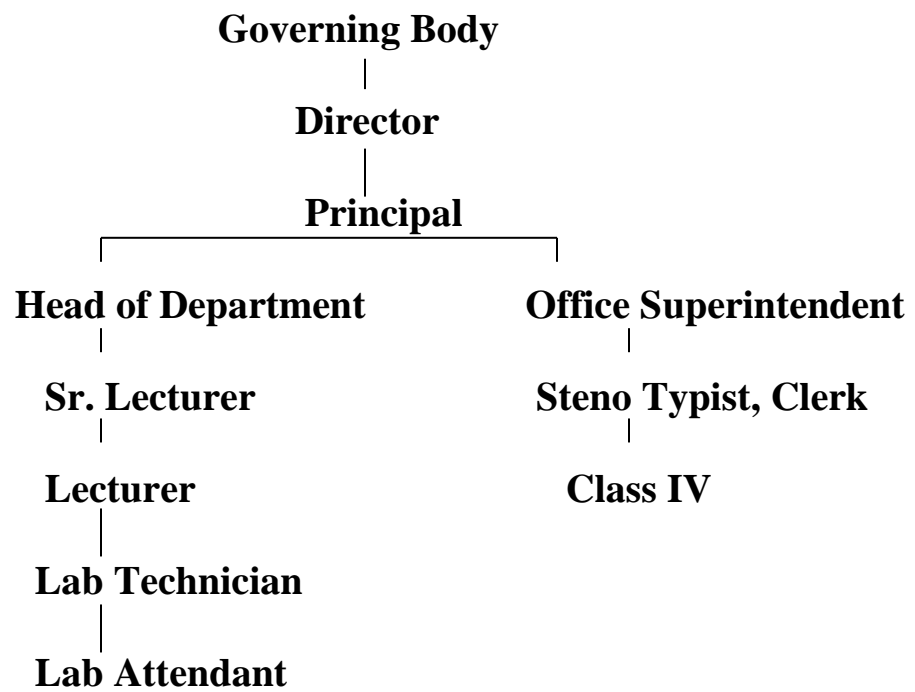 Governing Body
Director
Principal
Head of Department
Office Superintendent
Sr. Lecturer
Steno Typist, Clerk
Lecturer
Class IV
Lab Technician
Lab Attendant